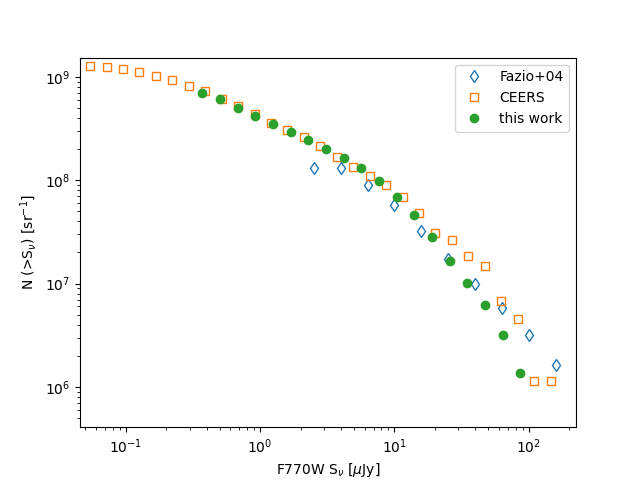 Fazio+04
CEERS
this work
N (>S_ν) [sr⁻¹]
10⁹
10⁸
10⁷
10⁶
10⁻¹
10⁰
10¹
10²
F770W S_ν [μJy]